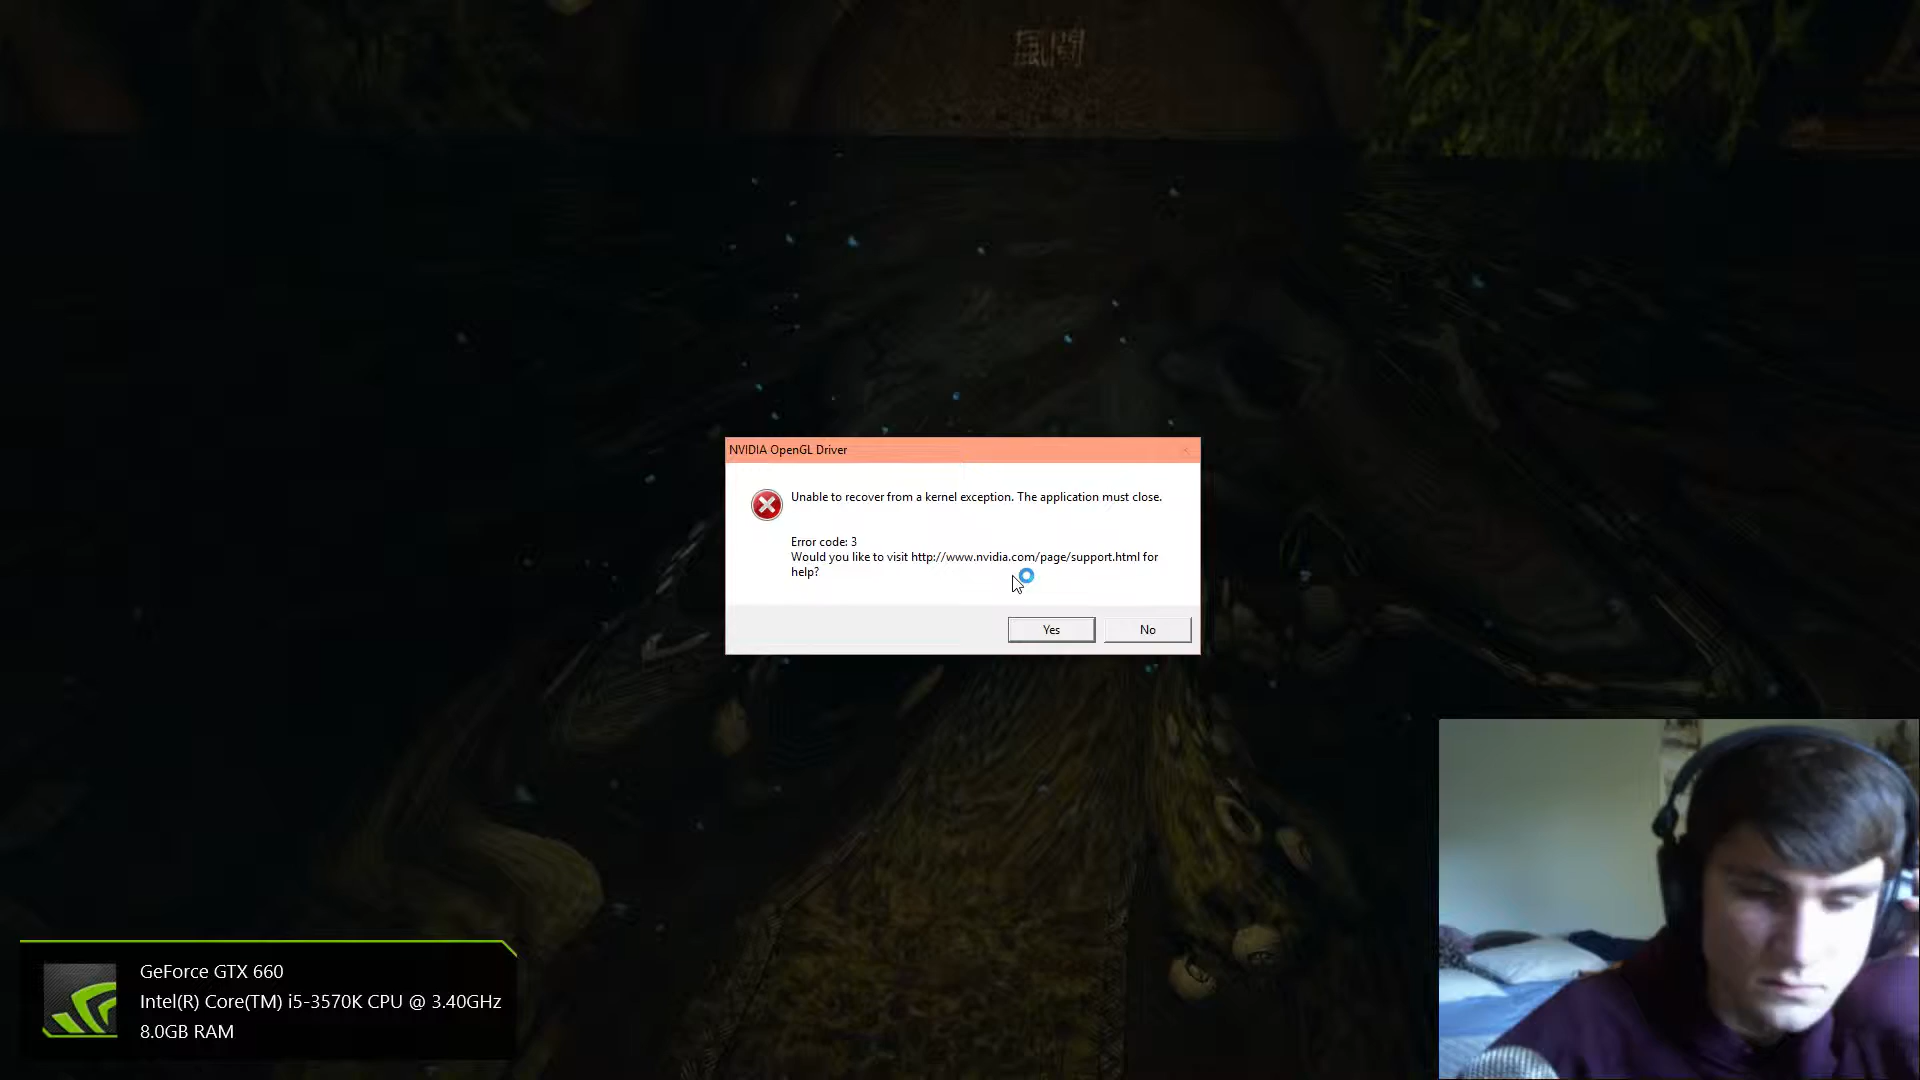 NVIDIA OpenGL Driver
Unable to recover from a kernel exception. The application must close.
Error code: 3
Would you like to visit http://www.nvidia.com/page/support.html for
help?
Yes
No
GeForce GTX 660
Intel(R) Core(TM) i5-3570K CPU @ 3.40GHz
8.0GB RAM